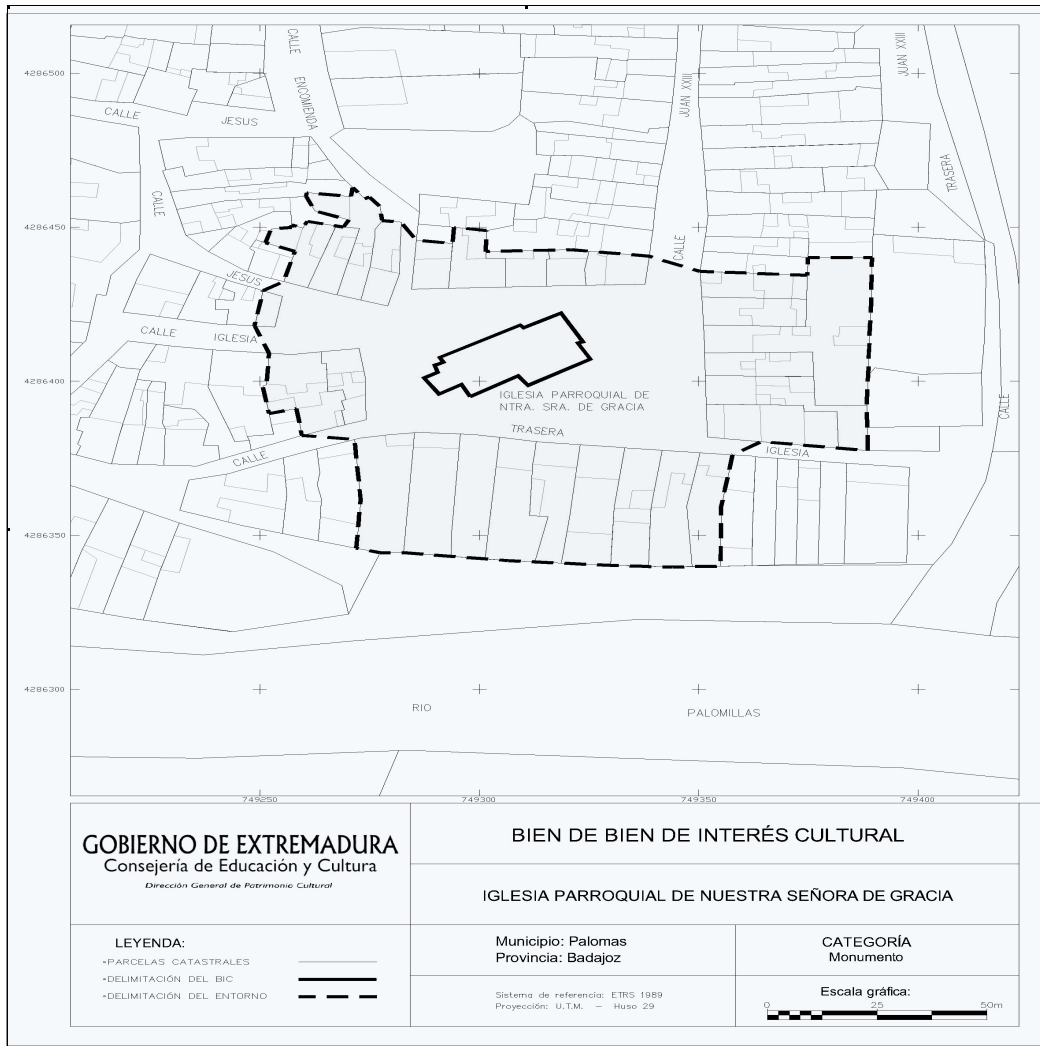 4286500
CALLE
ENCOMIENDA
JUAN XXIII
JUAN XXIII
CALLE
JESUS
TRASERA
CALLE
4286450
CALLE
JESUS
CALLE
IGLESIA
4286400
IGLESIA PARROQUIAL DE
NTRA. SRA. DE GRACIA
CALLE
TRASERA
IGLESIA
CALLE
4286350
4286300
RIO
PALOMILLAS
749250
749300
749350
749400
GOBIERNO DE EXTREMADURA
Consejería de Educación y Cultura
Dirección General de Patrimonio Cultural
BIEN DE BIEN DE INTERÉS CULTURAL
IGLESIA PARROQUIAL DE NUESTRA SEÑORA DE GRACIA
LEYENDA:
-PARCELAS CATASTRALES
-DELIMITACIÓN DEL BIC
-DELIMITACIÓN DEL ENTORNO
Municipio: Palomas
Provincia: Badajoz
CATEGORÍA
Monumento
Sistema de referencia: ETRS 1989
Proyección: U.T.M. – Huso 29
Escala gráfica:
0 25 50m